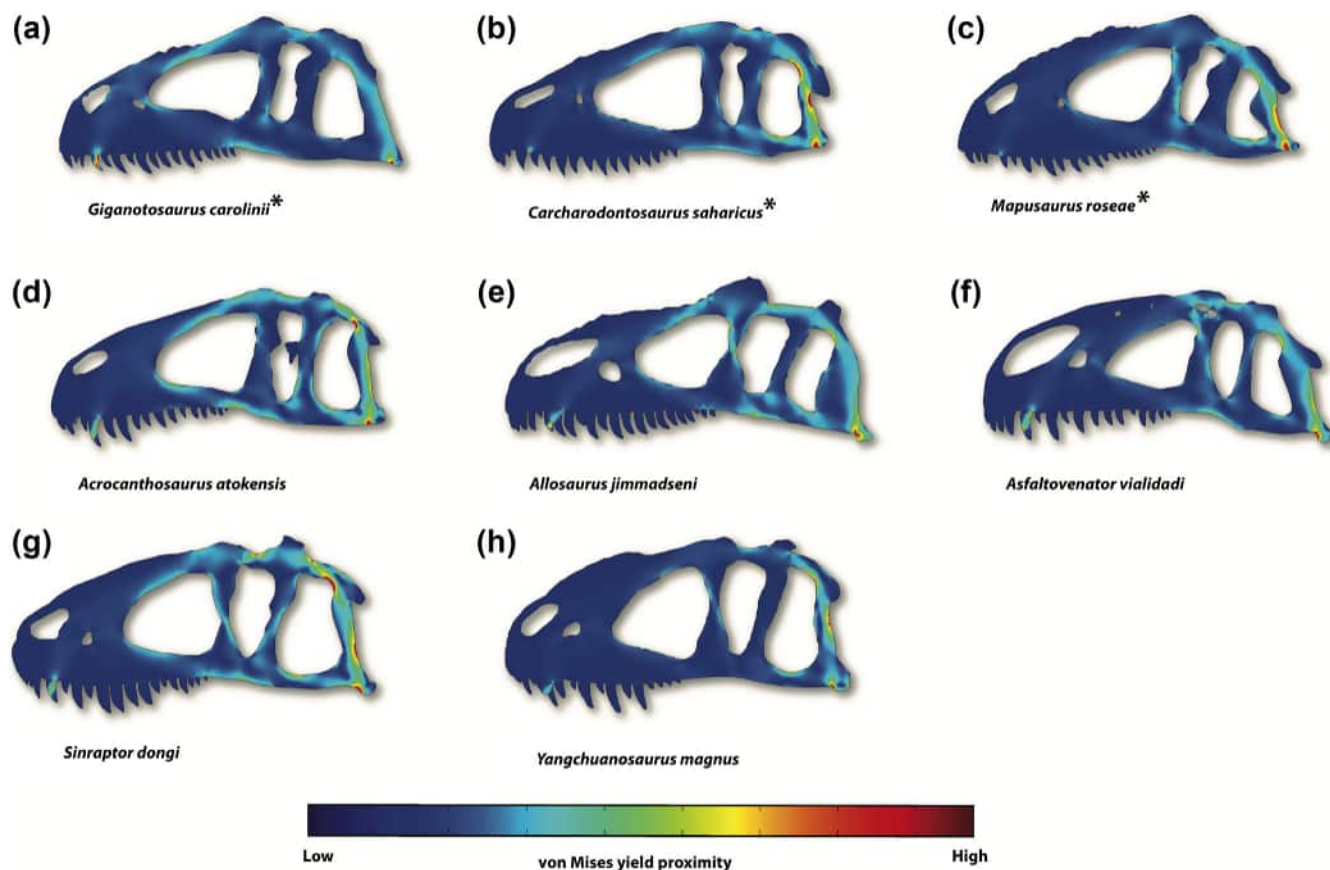 (a)
(b)
(c)
Giganotosaurus carolinii*
Carcharodontosaurus saharicus*
Mapusaurus roseae*
(d)
(e)
(f)
Acrocanthosaurus atokensis
Allosaurus jimmadseni
Asfaltovenator vialidadi
(g)
(h)
Sinraptor dongi
Yangchuanosaurus magnus
Low
von Mises yield proximity
High